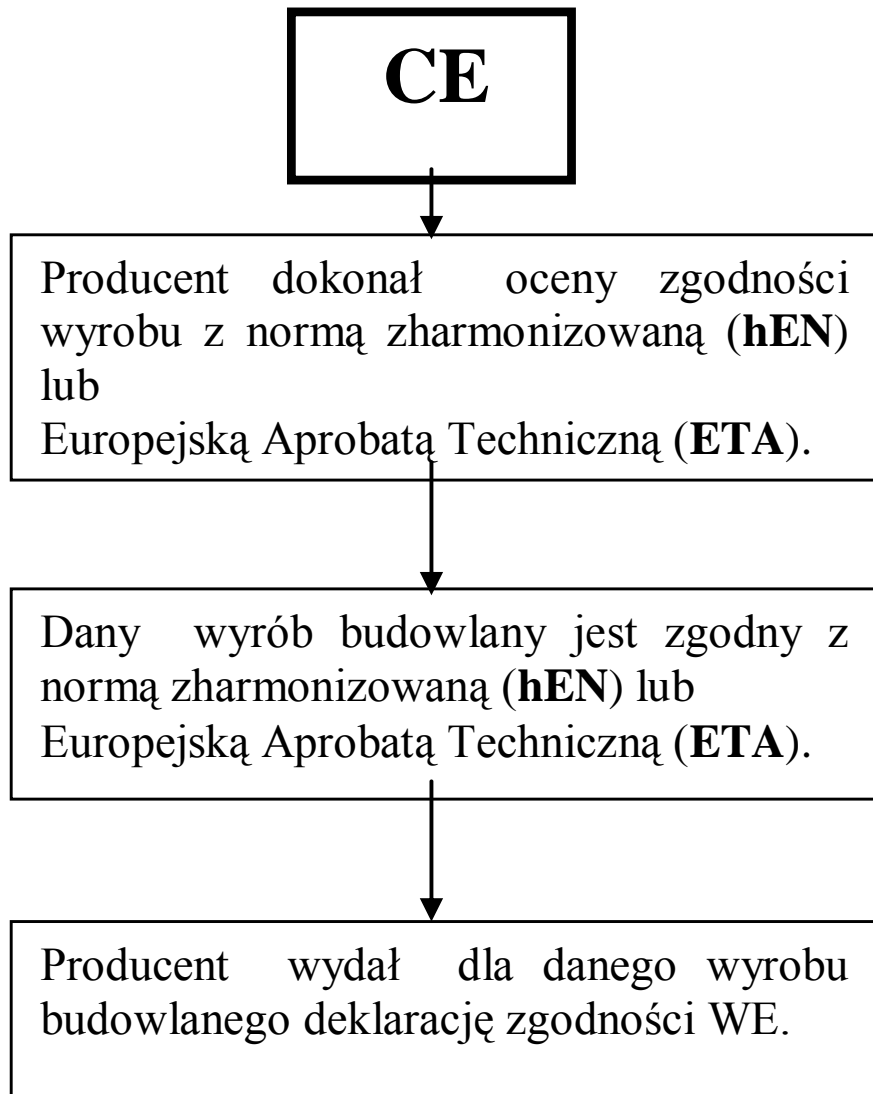 CE
Producent dokonał oceny zgodności
wyrobu z normą zharmonizowaną (hEN)
lub
Europejską Aprobatą Techniczną (ETA).
Dany wyrób budowlany jest zgodny z
normą zharmonizowaną (hEN) lub
Europejską Aprobatą Techniczną (ETA).
Producent wydał dla danego wyrobu
budowlanego deklarację zgodności WE.